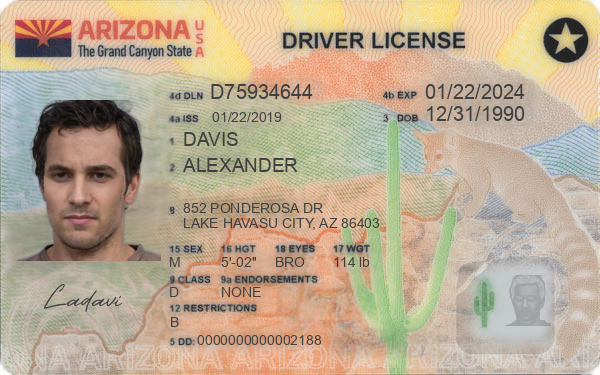 ARIZONA USA
The Grand Canyon State
DRIVER LICENSE
4d DLN D75934644 4b EXP 01/22/2024
4a ISS 01/22/2019 3 DOB 12/31/1990
1 DAVIS
2 ALEXANDER
8 852 PONDEROSA DR
LAKE HAVASU CITY, AZ 86403
15 SEX 16 HGT 18 EYES 17 WGT
M 5'-02" BRO 114 lb
9 CLASS 9a ENDORSEMENTS
D NONE
12 RESTRICTIONS
B
Ladavi
5 DD: 0000000000002188
ARIZONA ARIZONA ARIZONA ARIZONA